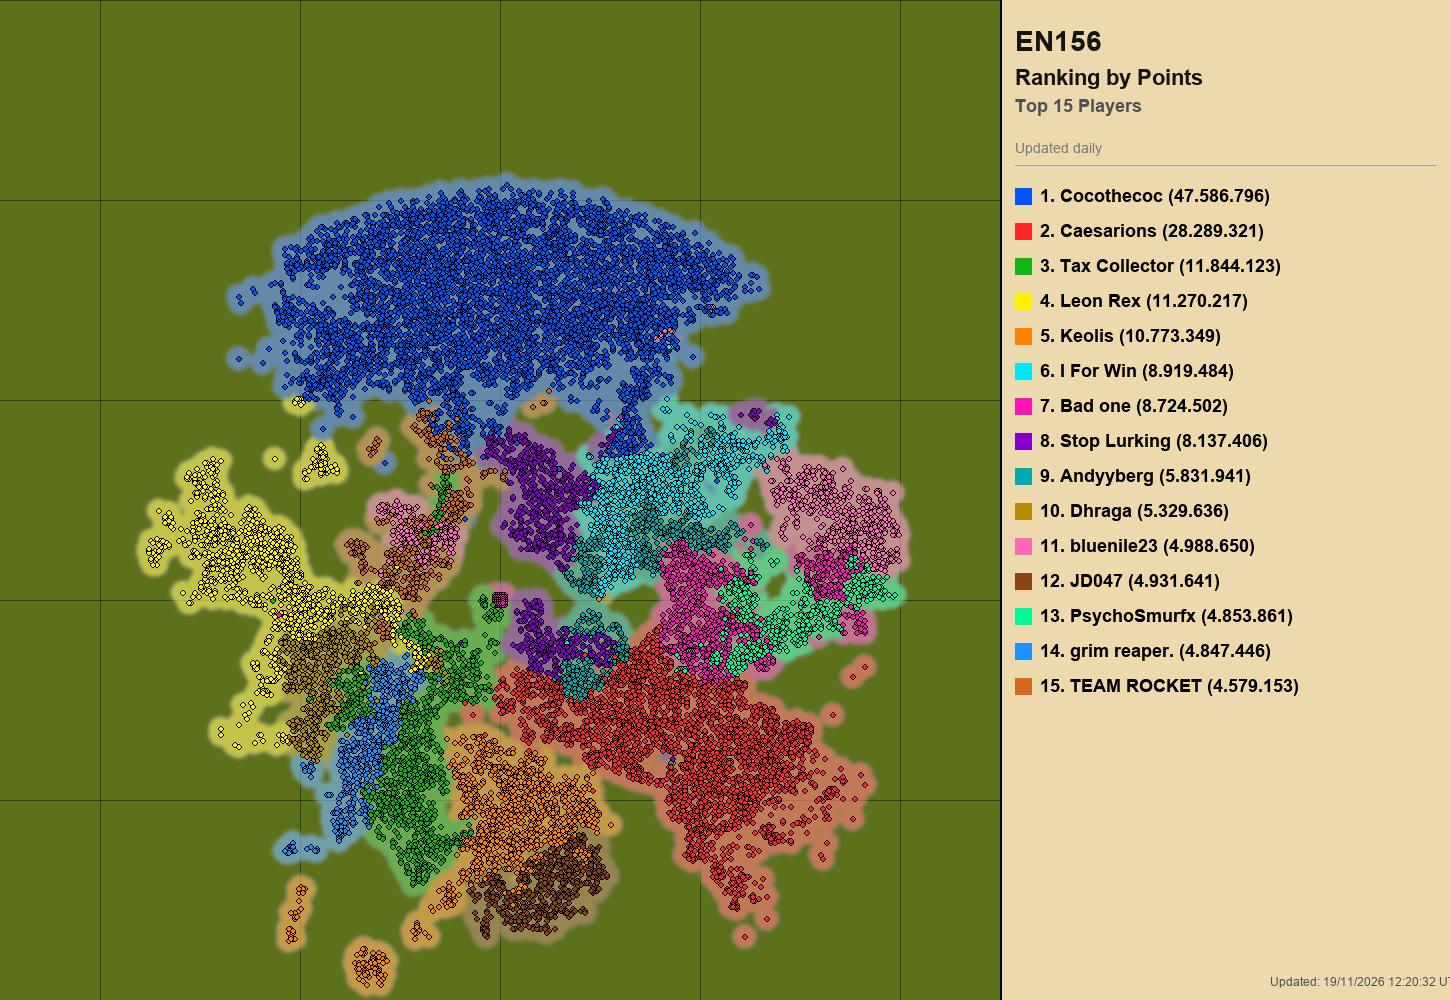 EN156
Ranking by Points
Top 15 Players
Updated daily
1. Cocothecoc (47.586.796)
2. Caesarions (28.289.321)
3. Tax Collector (11.844.123)
4. Leon Rex (11.270.217)
5. Keolis (10.773.349)
6. I For Win (8.919.484)
7. Bad one (8.724.502)
8. Stop Lurking (8.137.406)
9. Andyyberg (5.831.941)
10. Dhraga (5.329.636)
11. bluenile23 (4.988.650)
12. JD047 (4.931.641)
13. PsychoSmurfx (4.853.861)
14. grim reaper. (4.847.446)
15. TEAM ROCKET (4.579.153)
Updated: 19/11/2026 12:20:32 UT